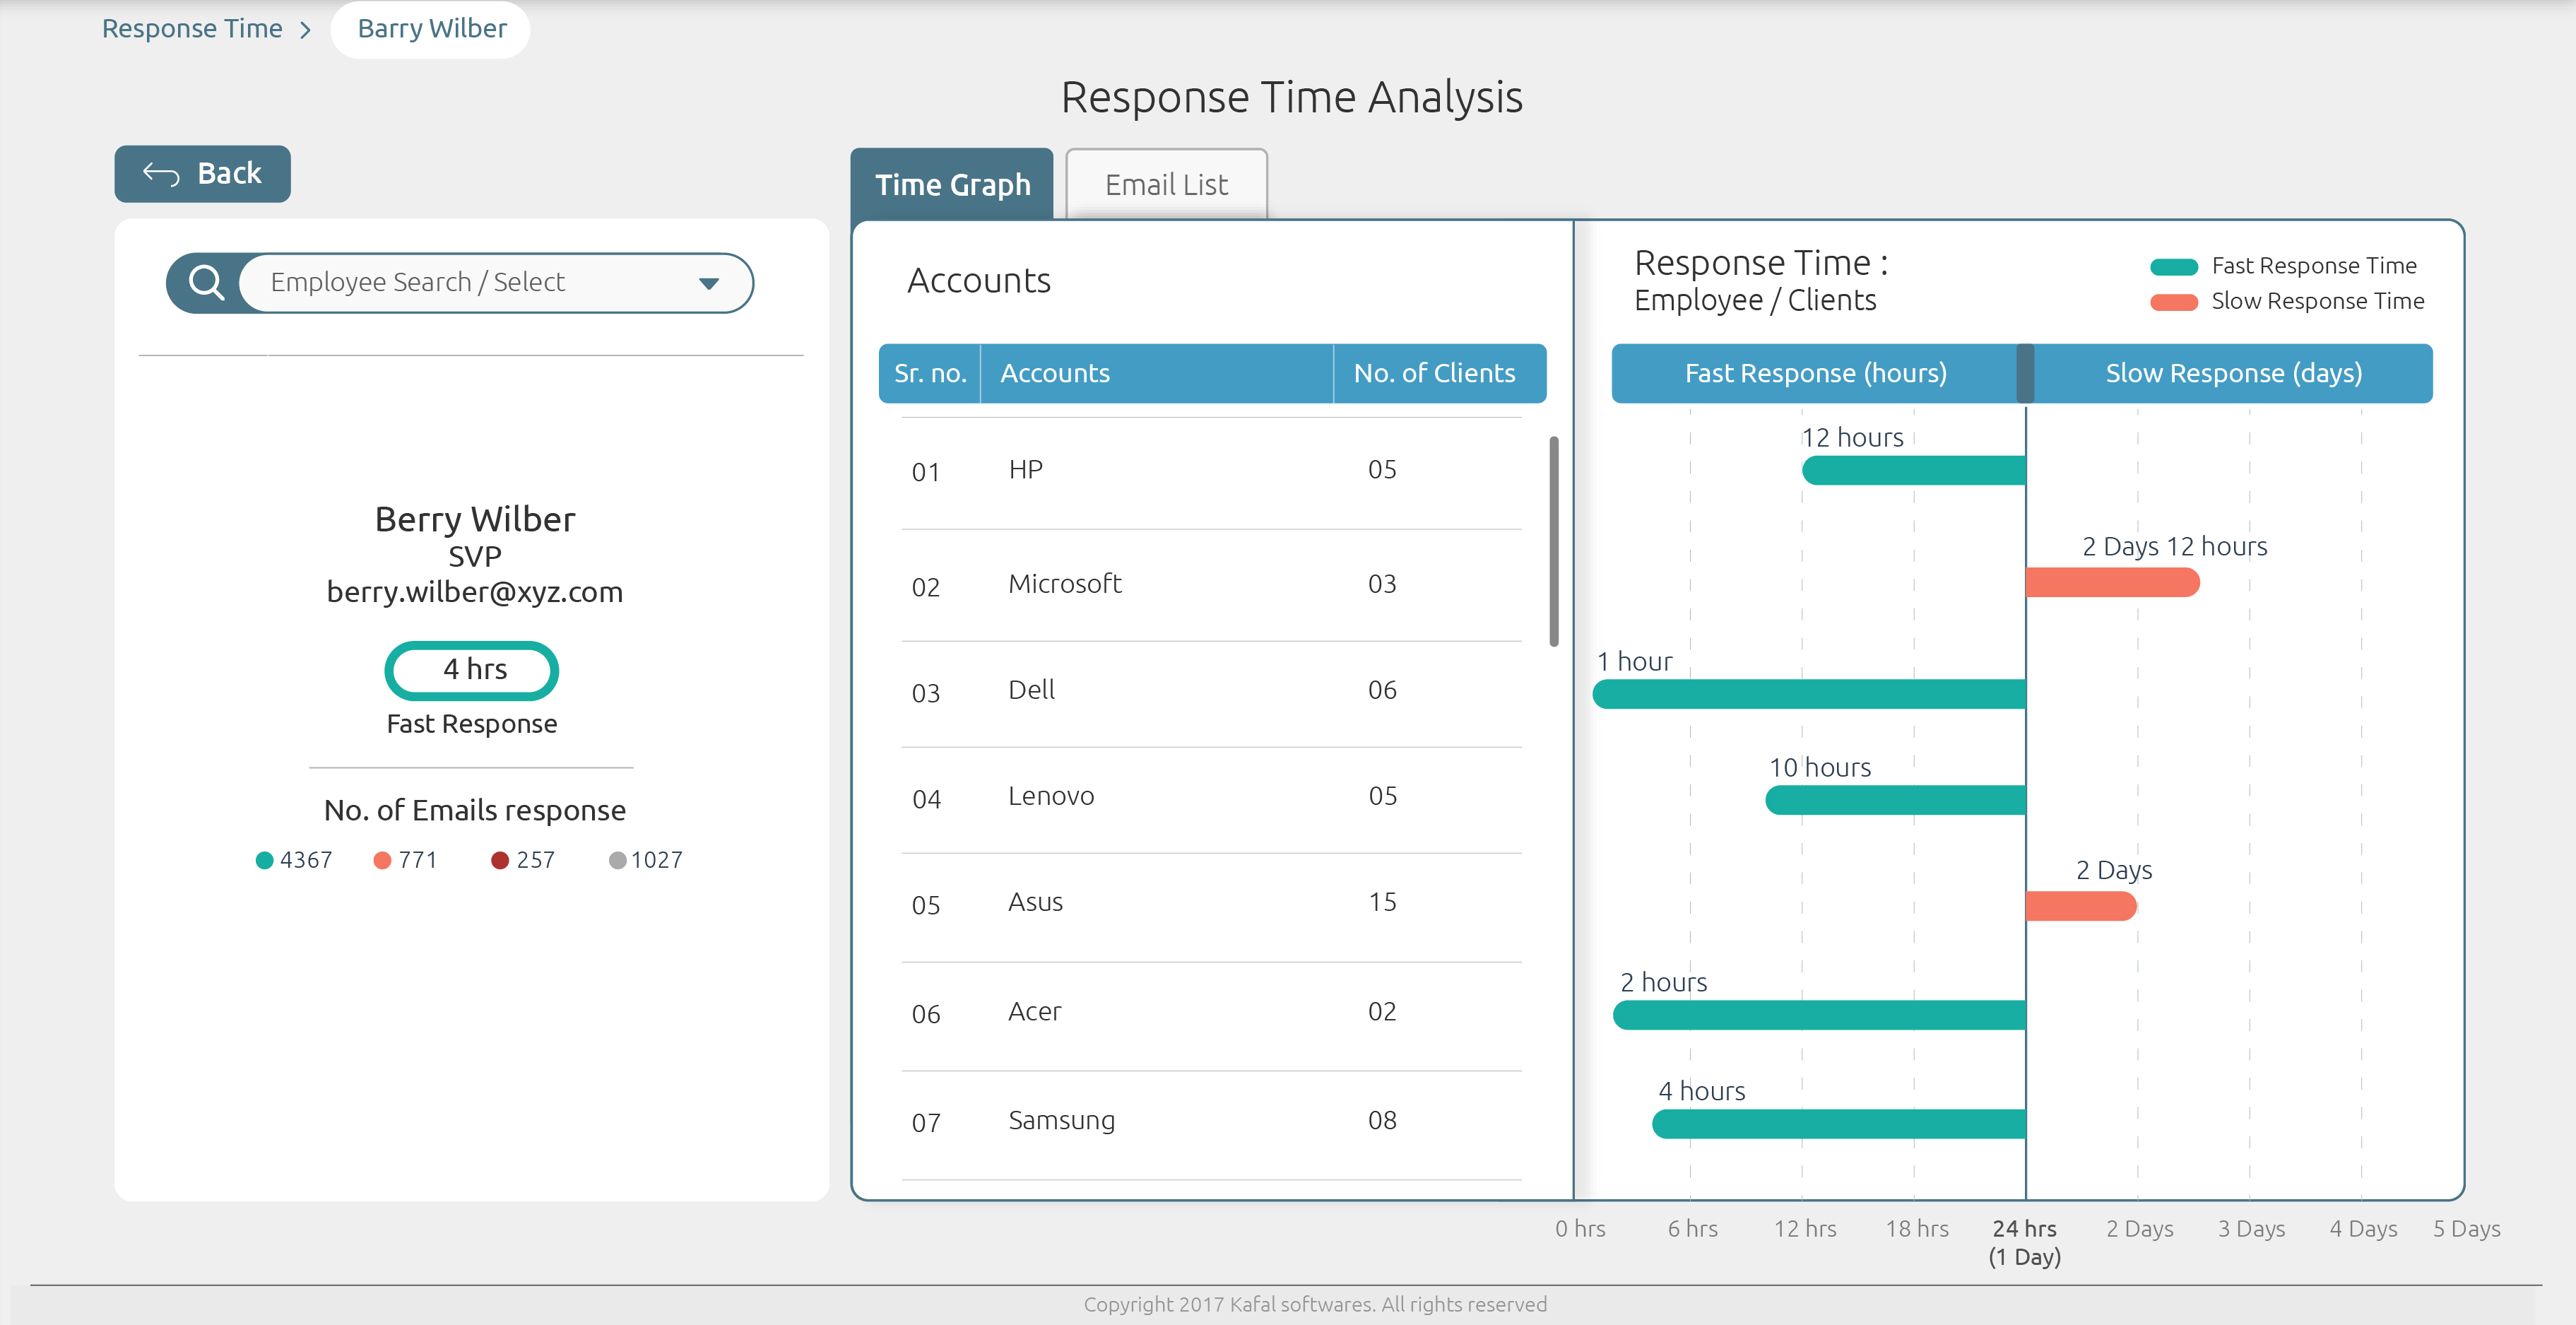 Response Time > Barry Wilber
Response Time Analysis
Back
Time Graph
Email List
Employee Search / Select
Berry Wilber
SVP
berry.wilber@xyz.com
4 hrs
Fast Response
No. of Emails response
4367 771 257 1027
Accounts
Sr. no. Accounts No. of Clients
01 HP 05
02 Microsoft 03
03 Dell 06
04 Lenovo 05
05 Asus 15
06 Acer 02
07 Samsung 08
Response Time :
Employee / Clients
Fast Response Time
Slow Response Time
Fast Response (hours) Slow Response (days)
12 hours
2 Days 12 hours
1 hour
10 hours
2 Days
2 hours
4 hours
0 hrs 6 hrs 12 hrs 18 hrs 24 hrs 2 Days 3 Days 4 Days 5 Days
(1 Day)
Copyright 2017 Kafal softwares. All rights reserved